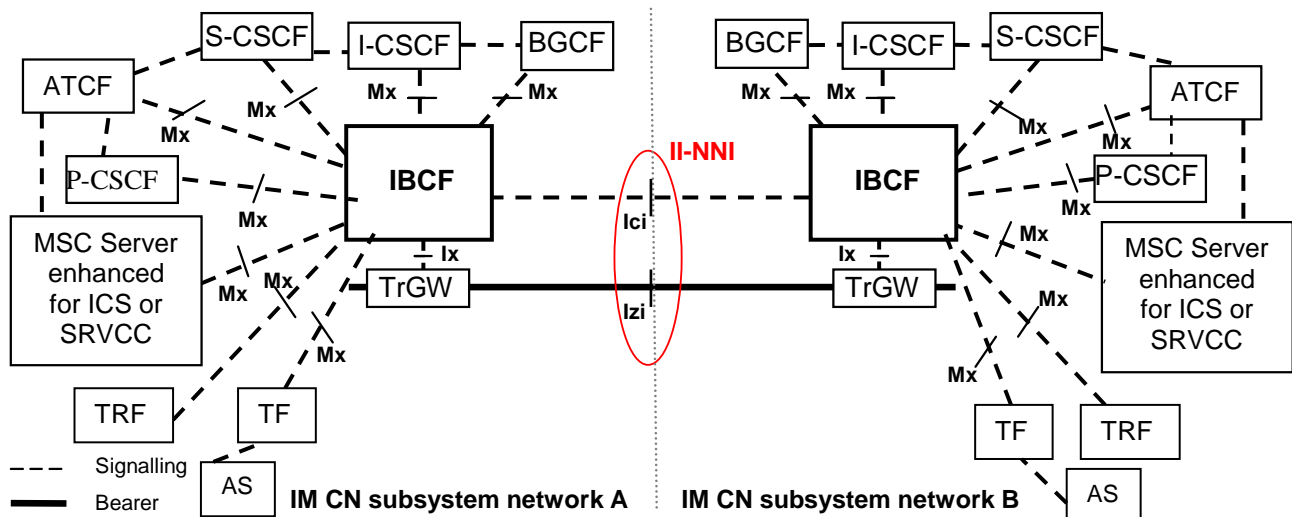 S-CSCF
I-CSCF
BGCF
BGCF
I-CSCF
S-CSCF
ATCF
ATCF
Mx
Mx
Mx
Mx
Mx
Mx
Mx
Mx
II-NNI
P-CSCF
IBCF
IBCF
P-CSCF
Mx
Ici
Mx
MSC Server
enhanced
for ICS or
SRVCC
Mx
Mx
Ix
Ix
Mx
MSC Server
enhanced
for ICS or
SRVCC
TrGW
TrGW
Izi
Mx
Mx
Mx
TRF
TF
TF
TRF
Signalling
AS
AS
Bearer
IM CN subsystem network A
IM CN subsystem network B